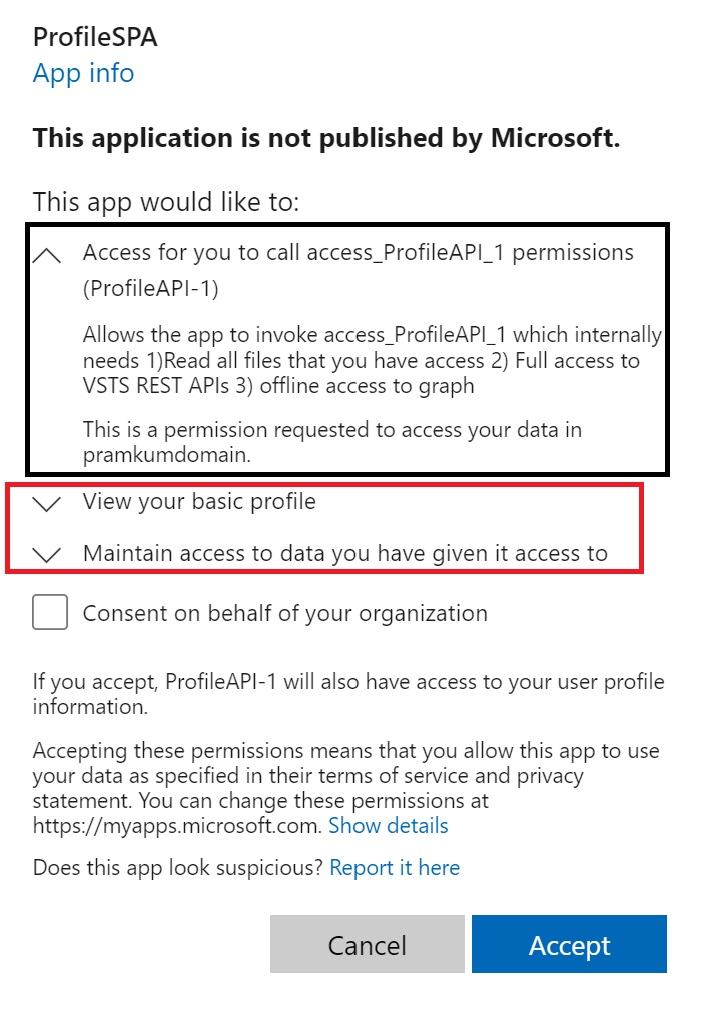 ProfileSPA
App info
This application is not published by Microsoft.
This app would like to:
Access for you to call access_ProfileAPI_1 permissions
(ProfileAPI-1)
Allows the app to invoke access_ProfileAPI_1 which internally
needs 1)Read all files that you have access 2) Full access to
VSTS REST APIs 3) offline access to graph
This is a permission requested to access your data in
pramkumdomain.
View your basic profile
Maintain access to data you have given it access to
Consent on behalf of your organization
If you accept, ProfileAPI-1 will also have access to your user profile
information.
Accepting these permissions means that you allow this app to use
your data as specified in their terms of service and privacy
statement. You can change these permissions at
https://myapps.microsoft.com. Show details
Does this app look suspicious? Report it here
Cancel
Accept